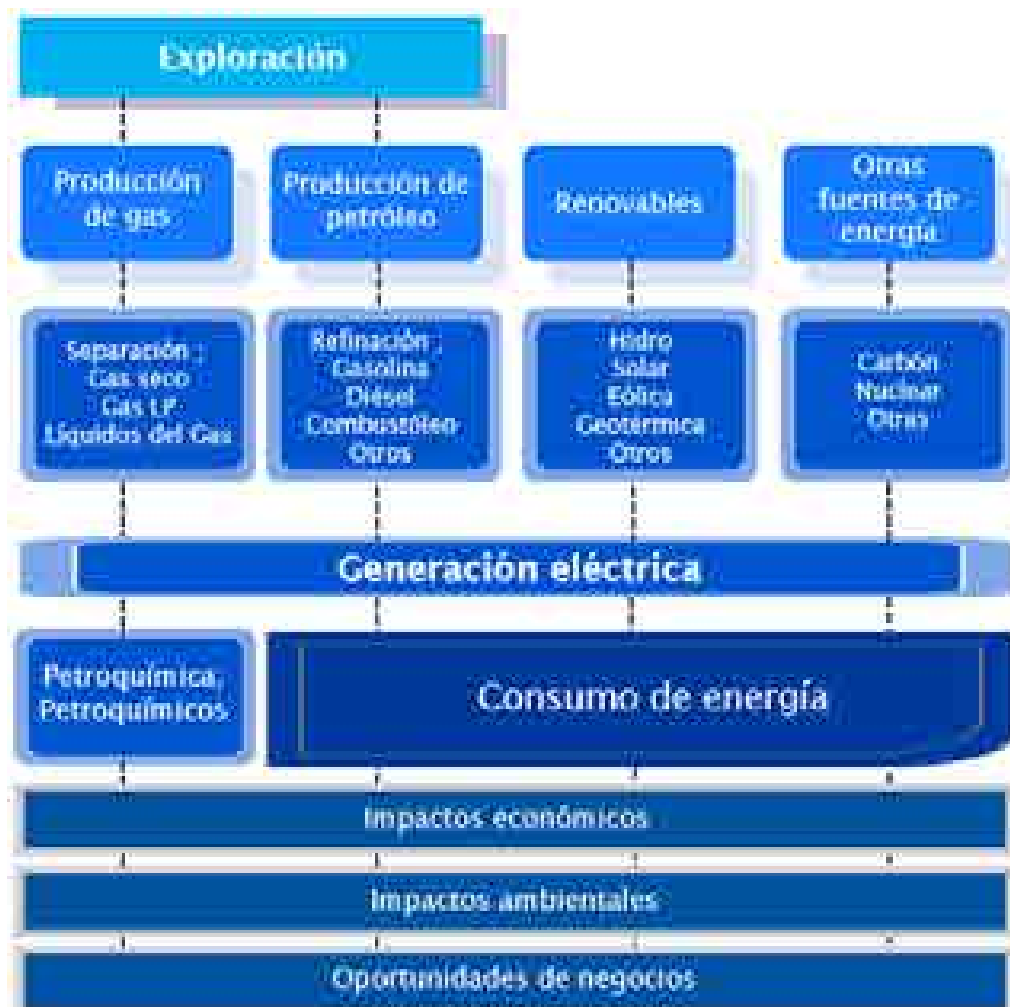 Exploración
Producción
de gas
Producción de
petróleo
Renovables
Otras
fuentes de
energía
Separación :
Gas seco
Gas LP
Líquidos del Gas
Refinación :
Gasolina
Diésel
Combustóleo
Otros
Hidro
Solar
Eólica
Geotérmica
Otros
Carbón
Nuclear
Otras
Generación eléctrica
Petroquímica,
Petroquímicos
Consumo de energía
Impactos económicos
Impactos ambientales
Oportunidades de negocios